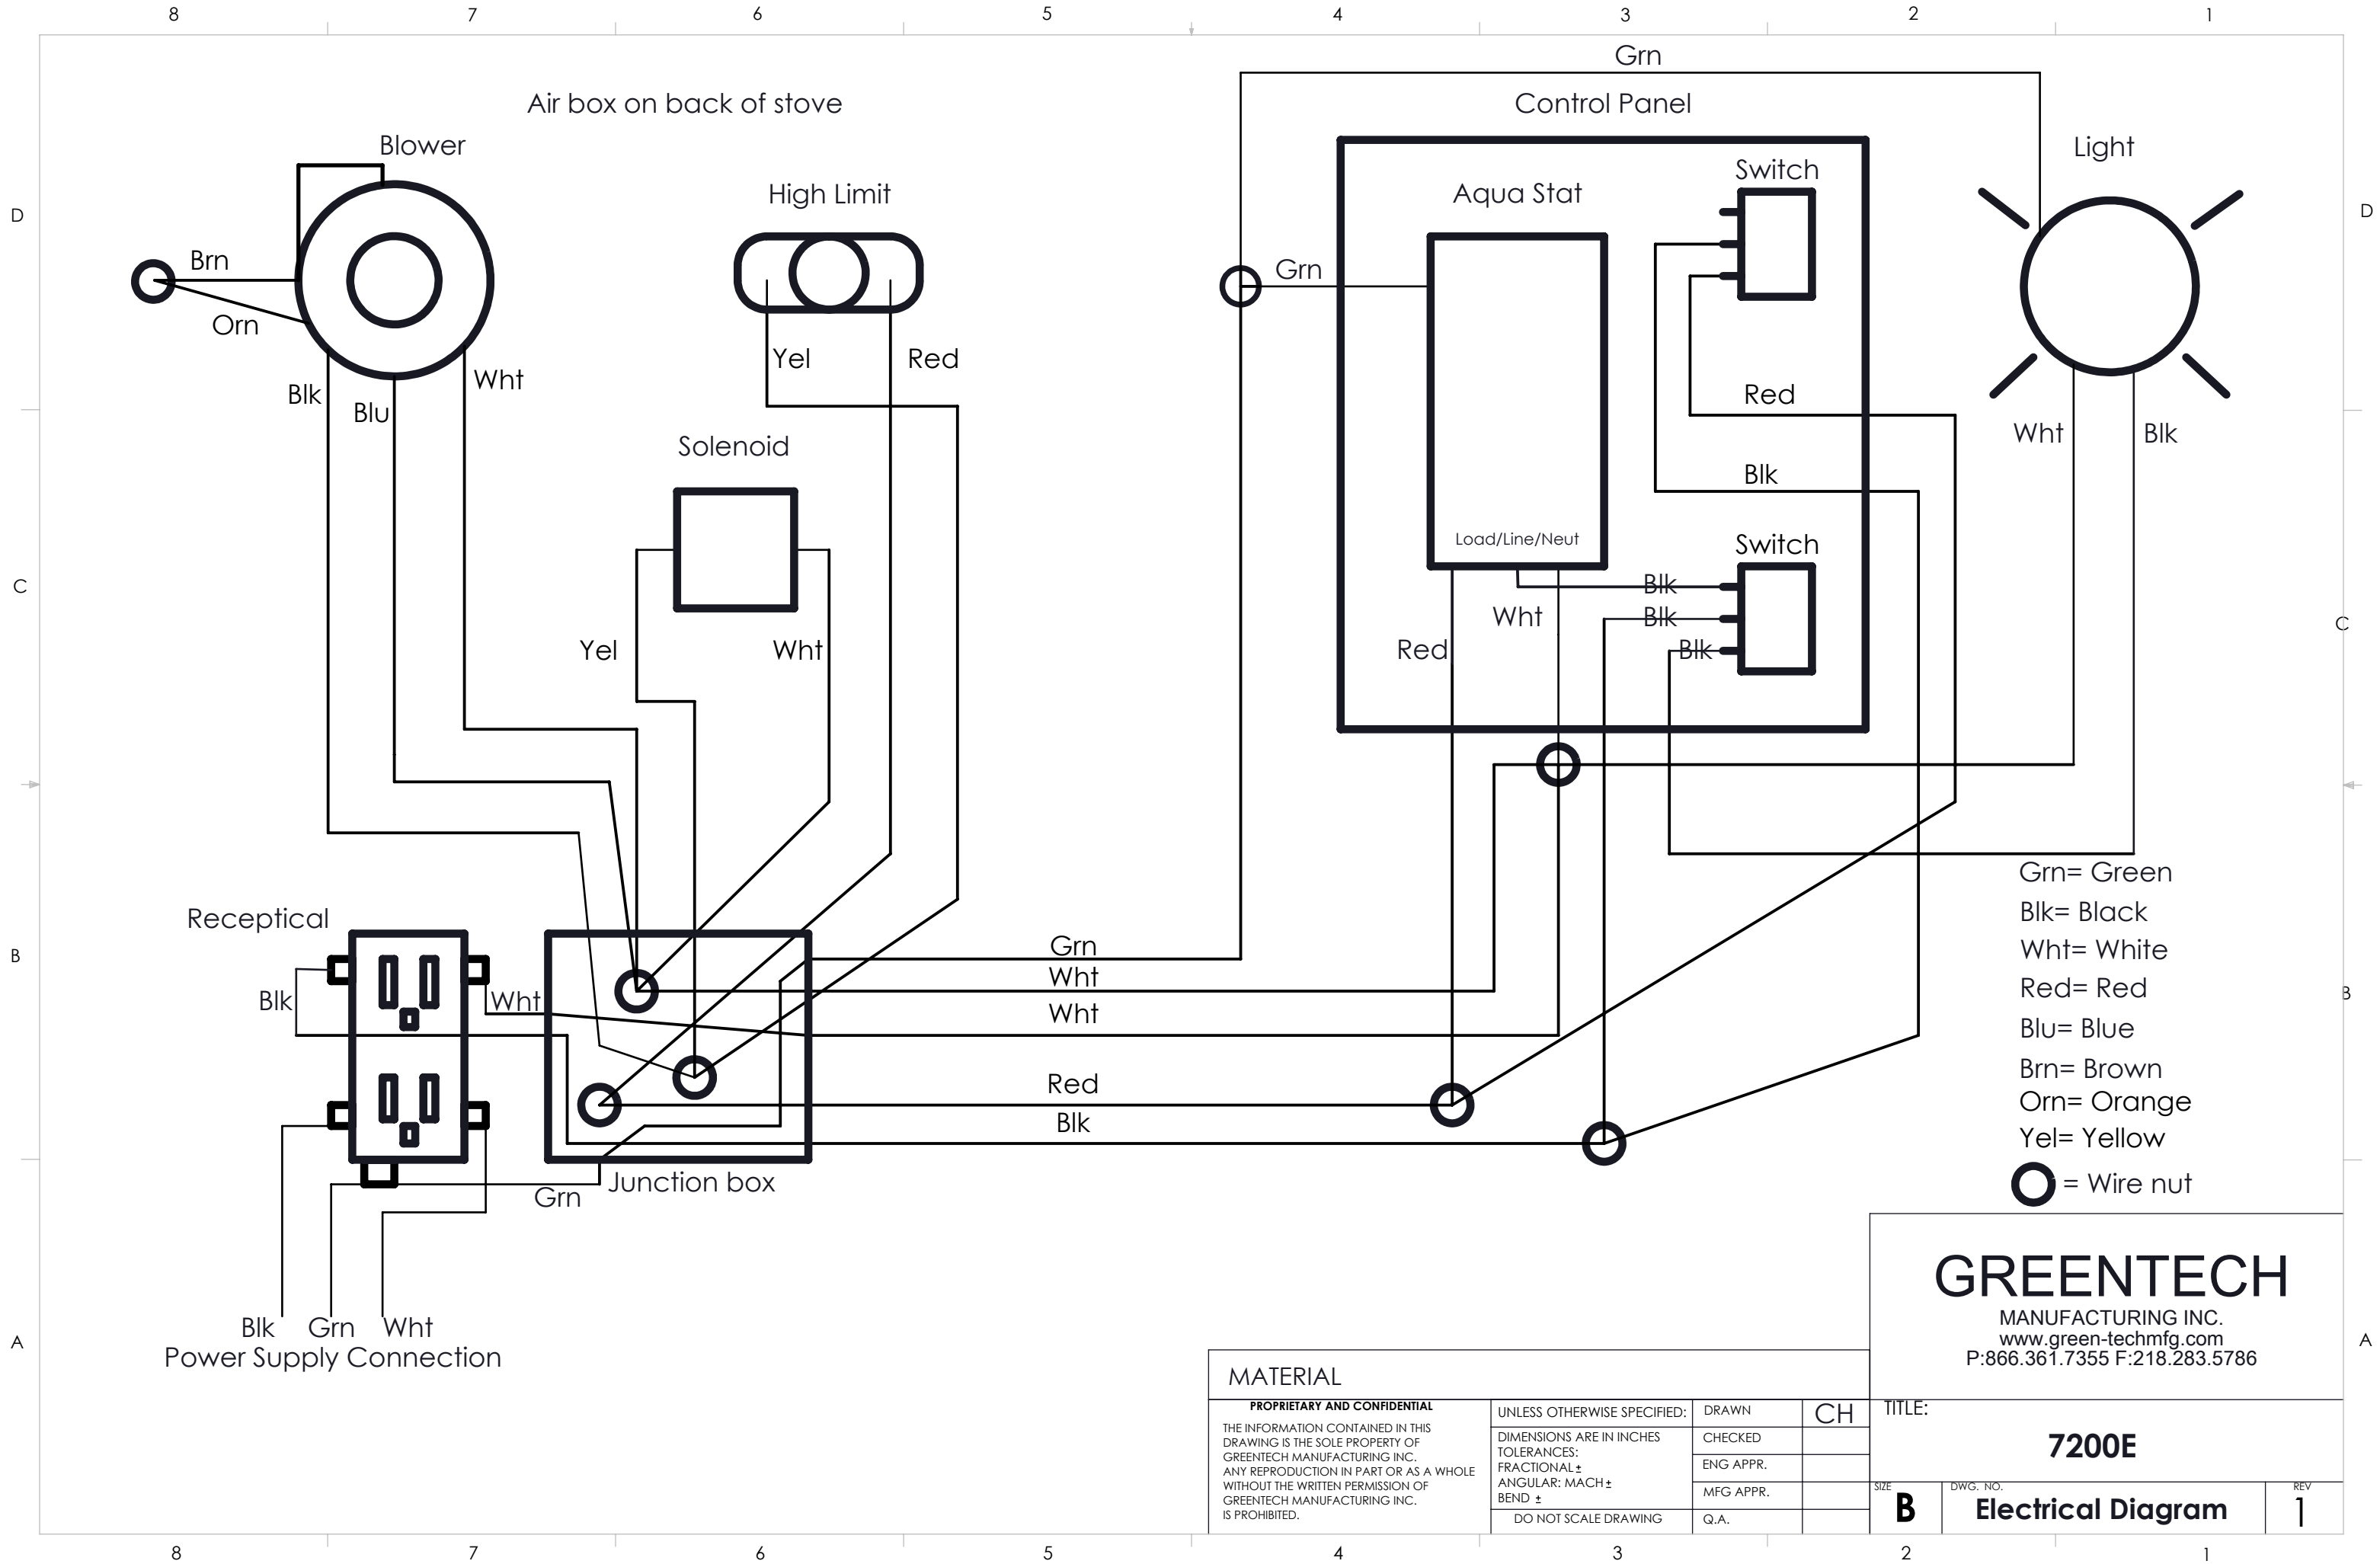 8 7 6 5 4 3 2 1
Grn
Air box on back of stove
Control Panel
Blower
Light
Switch
High Limit
Aqua Stat
D
D
Brn
Grn
Orn
Yel
Red
Blk
Wht
Blu
Red
Wht
Blk
Solenoid
Blk
Load/Line/Neut
Switch
C
Blk
Wht
Blk
C
Yel
Wht
Red
Blk
Grn= Green
Receptical
Blk= Black
B
Grn
Wht= White
Wht
Blk
Wht
Red= Red
B
Wht
Blu= Blue
Brn= Brown
Red
Orn= Orange
Blk
Yel= Yellow
Junction box
= Wire nut
Grn
Blk Grn Wht
Power Supply Connection
A
A
GREENTECH
MANUFACTURING INC.
www.green-techmfg.com
P:866.361.7355 F:218.283.5786
MATERIAL
PROPRIETARY AND CONFIDENTIAL
THE INFORMATION CONTAINED IN THIS
DRAWING IS THE SOLE PROPERTY OF
GREENTECH MANUFACTURING INC.
ANY REPRODUCTION IN PART OR AS A WHOLE
WITHOUT THE WRITTEN PERMISSION OF
GREENTECH MANUFACTURING INC.
IS PROHIBITED.
UNLESS OTHERWISE SPECIFIED:
DIMENSIONS ARE IN INCHES
TOLERANCES:
FRACTIONAL ±
ANGULAR: MACH ±
BEND ±
DO NOT SCALE DRAWING
DRAWN CH
CHECKED
ENG APPR.
MFG APPR.
Q.A.
TITLE:
7200E
SIZE
B
DWG. NO.
Electrical Diagram
REV
1
8 7 6 5 4 3 2 1